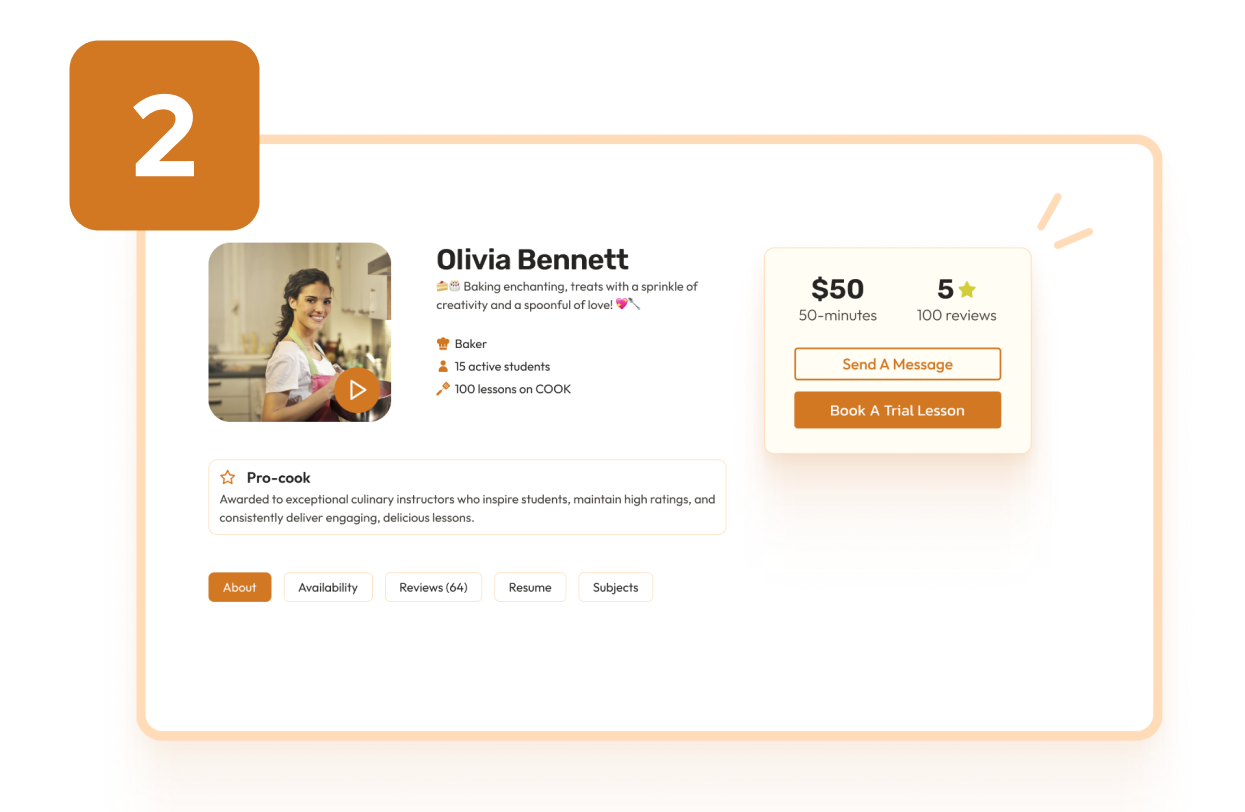 2
Olivia Bennett
🍰🎂 Baking enchanting, treats with a sprinkle of
creativity and a spoonful of love! 💖🥄
Baker
15 active students
100 lessons on COOK
$50
50-minutes
5
100 reviews
Send A Message
Book A Trial Lesson
Pro-cook
Awarded to exceptional culinary instructors who inspire students, maintain high ratings, and
consistently deliver engaging, delicious lessons.
About
Availability
Reviews (64)
Resume
Subjects